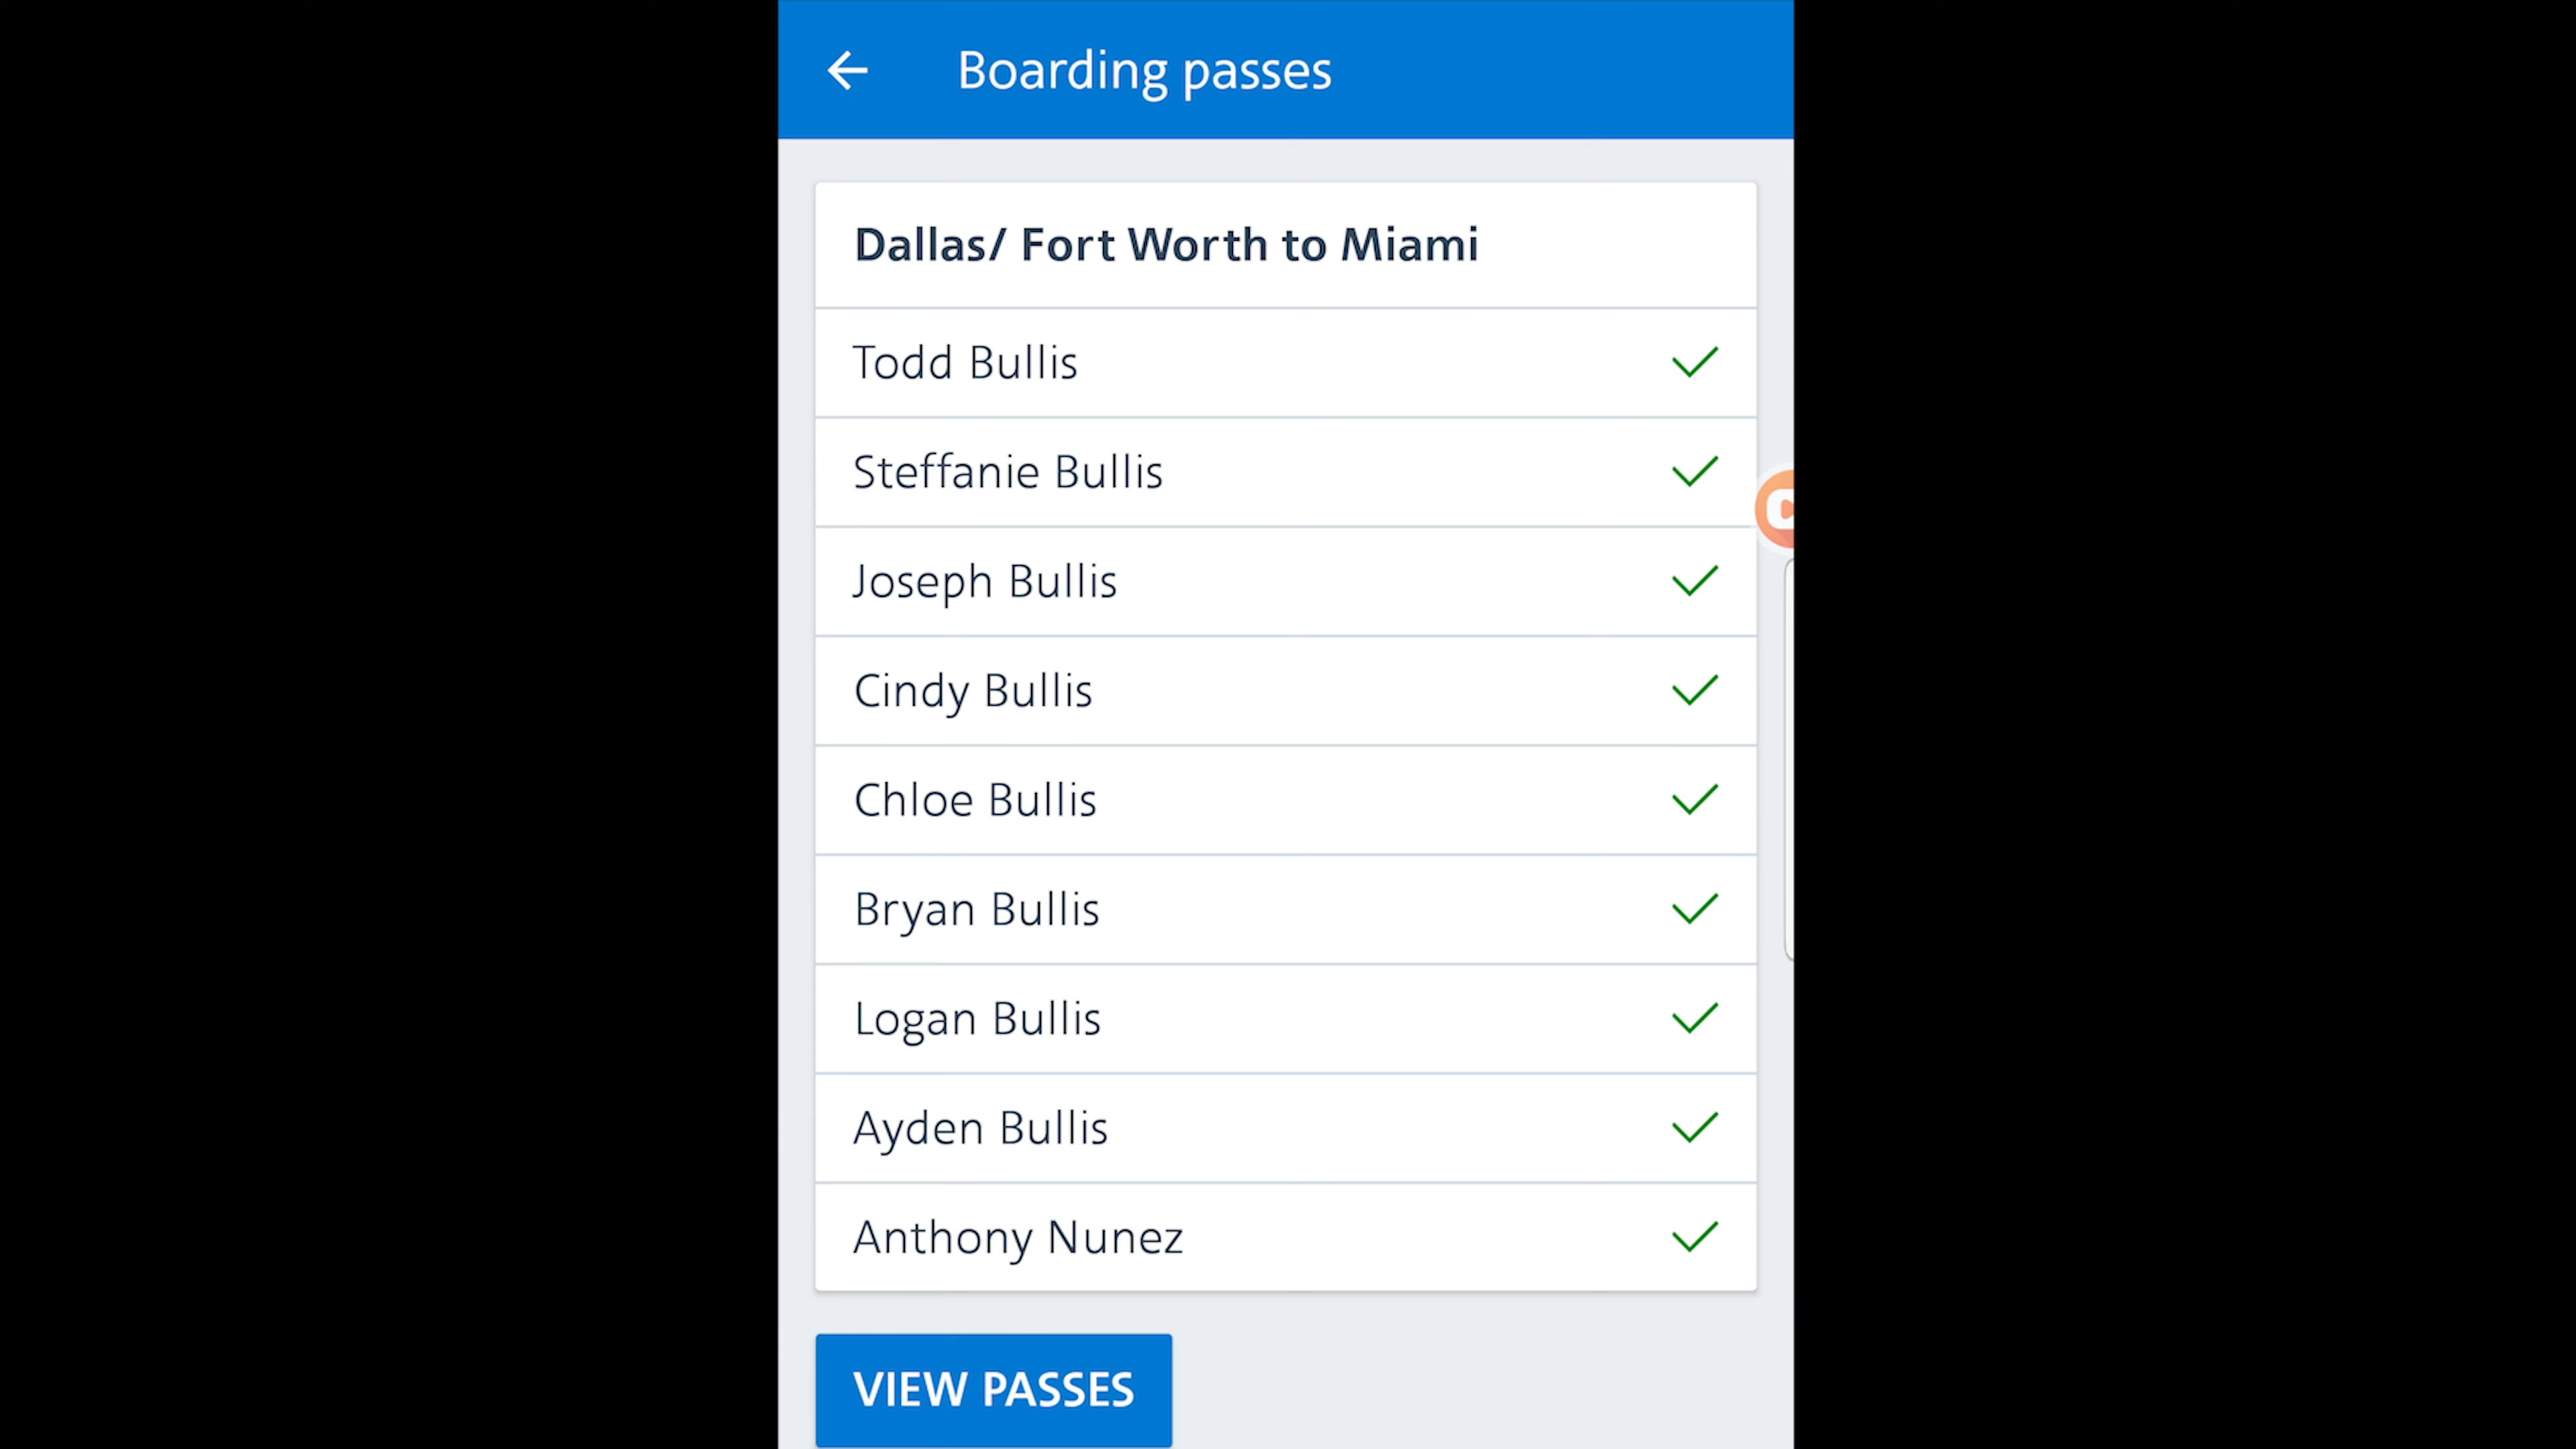 Boarding passes
Dallas/ Fort Worth to Miami
Todd Bullis
Steffanie Bullis
Joseph Bullis
Cindy Bullis
Chloe Bullis
Bryan Bullis
Logan Bullis
Ayden Bullis
Anthony Nunez
VIEW PASSES